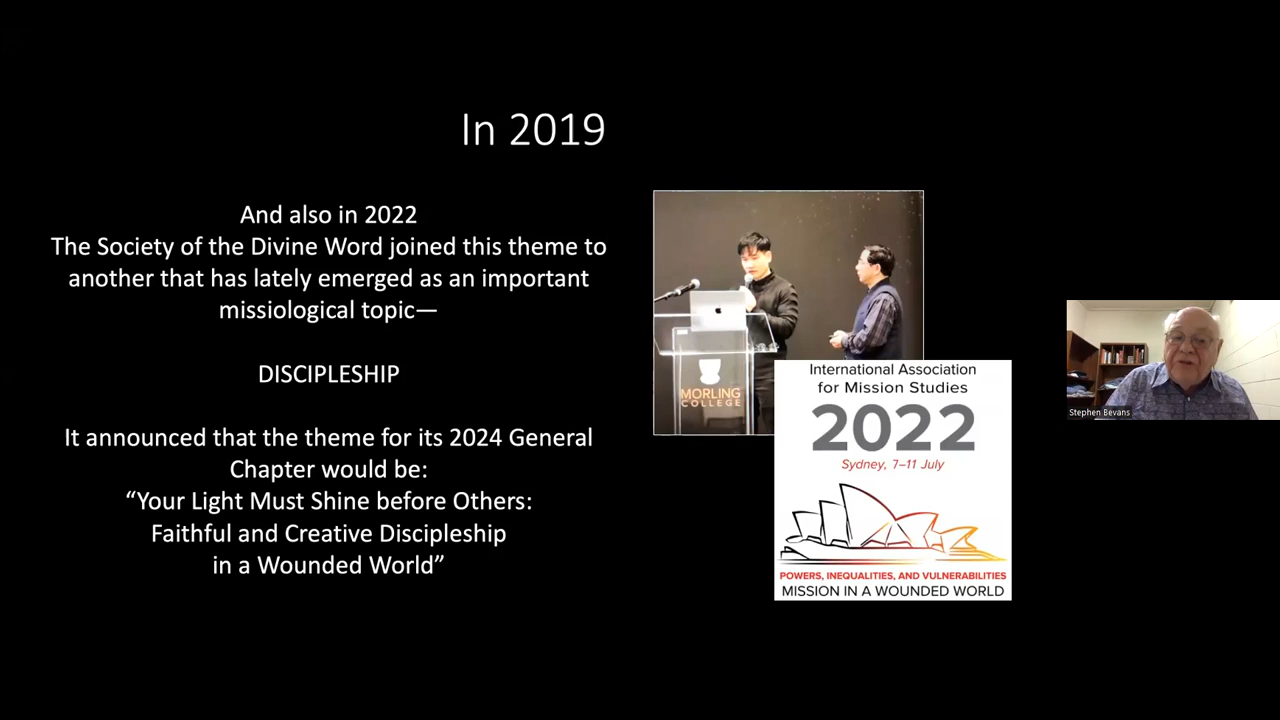 In 2019
And also in 2022
The Society of the Divine Word joined this theme to
another that has lately emerged as an important
missiological topic—
DISCIPLESHIP
It announced that the theme for its 2024 General
Chapter would be:
“Your Light Must Shine before Others:
Faithful and Creative Discipleship
in a Wounded World”
MORLING
COLLEGE
International Association
for Mission Studies
2022
Sydney, 7–11 July
POWERS, INEQUALITIES, AND VULNERABILITIES
MISSION IN A WOUNDED WORLD
Stephen Bevans